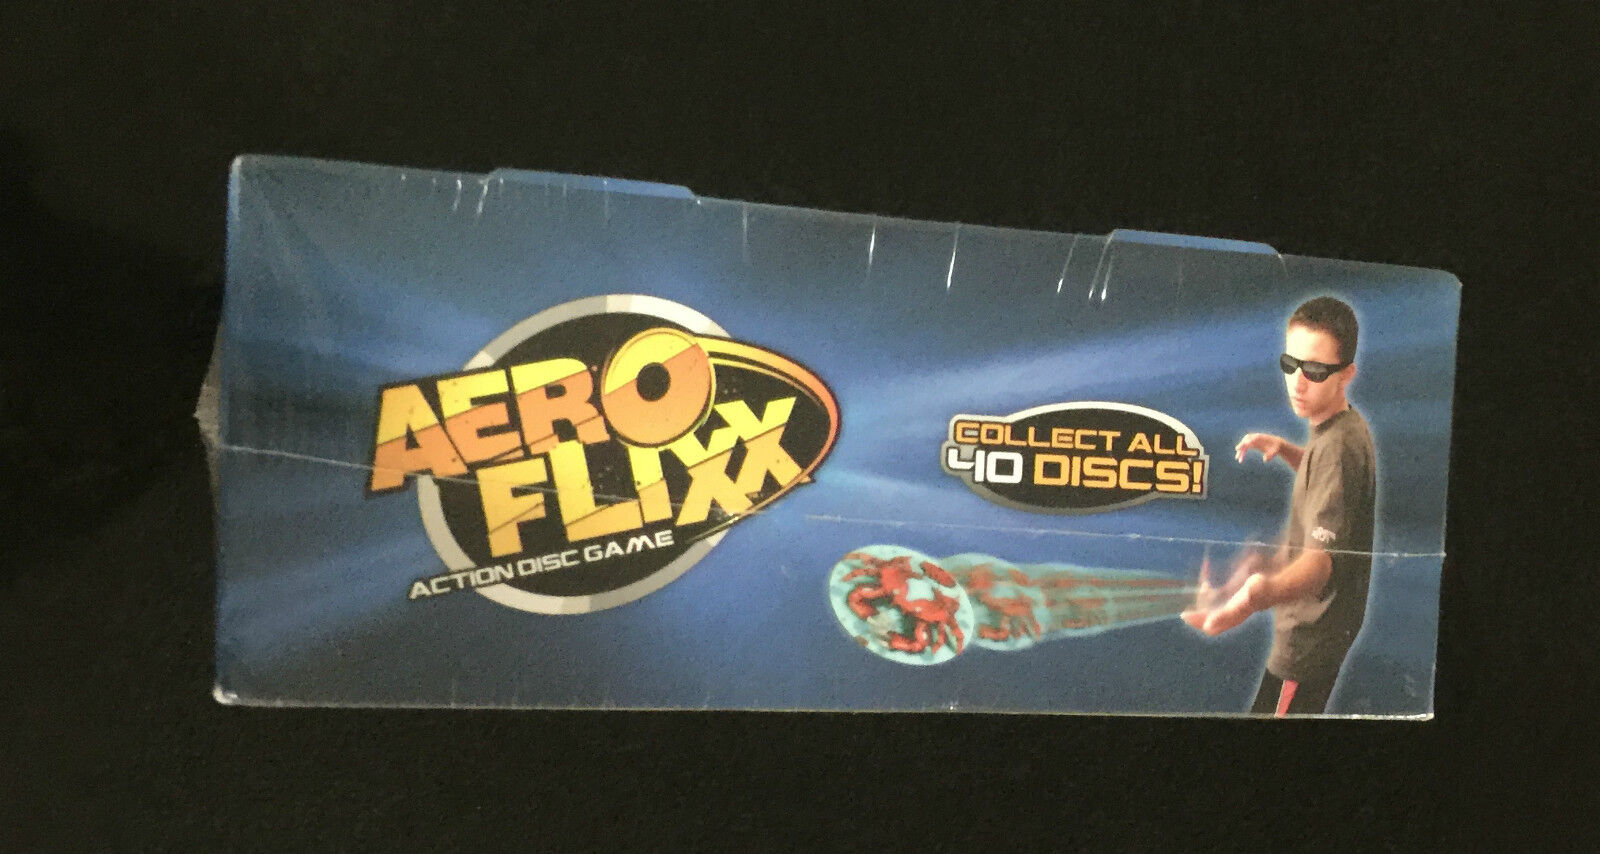 AERO
FLIXX
ACTION DISC GAME
COLLECT ALL
40 DISCS!